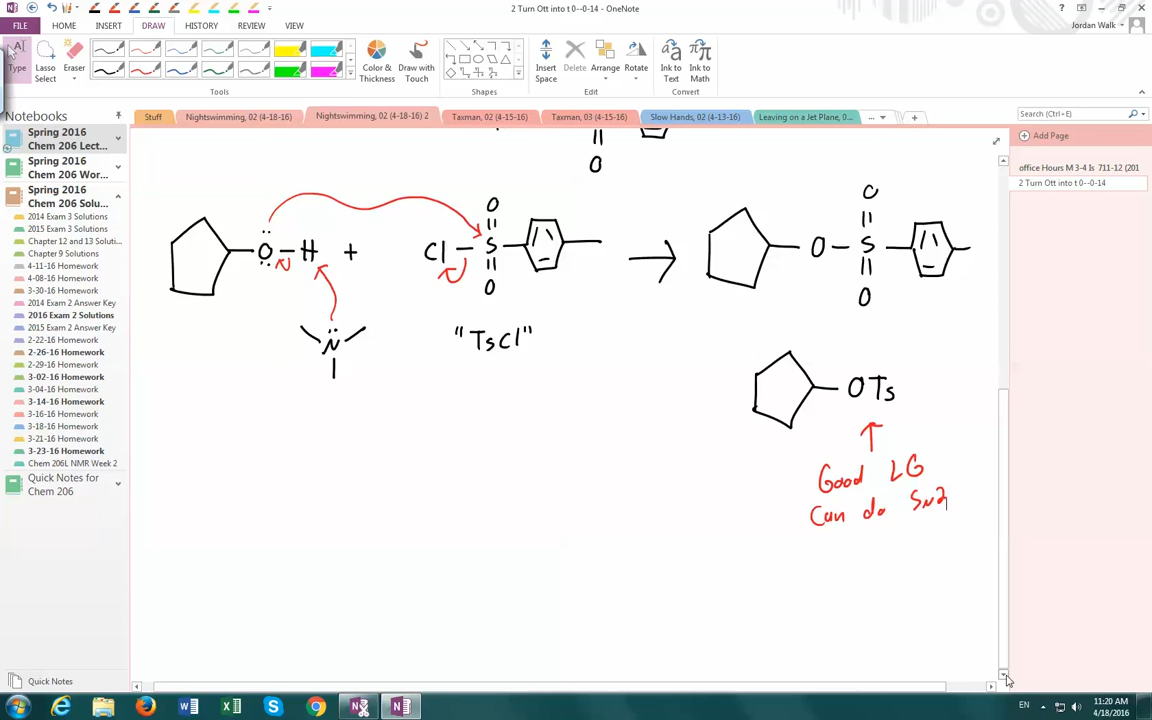 2 Turn Ott into t 0--0-14 - OneNote
FILE HOME INSERT DRAW HISTORY REVIEW VIEW
Jordan Walk
Type
Lasso Select
Eraser
Color & Thickness
Draw with Touch
Insert Space
Delete
Arrange
Rotate
Ink to Text
Ink to Math
Tools
Shapes
Edit
Convert
Notebooks
Stuff
Nightswimming, 02 (4-18-16)
Nightswimming, 02 (4-18-16) 2
Taxman, 02 (4-15-16)
Taxman, 03 (4-15-16)
Slow Hands, 02 (4-13-16)
Leaving on a Jet Plane, 0...
...
Search (Ctrl+E)
Spring 2016
Chem 206 Lect...
Spring 2016
Chem 206 Wor...
Spring 2016
Chem 206 Solu...
2014 Exam 3 Solutions
2015 Exam 3 Solutions
Chapter 12 and 13 Soluti...
Chapter 9 Solutions
4-11-16 Homework
4-08-16 Homework
3-30-16 Homework
2014 Exam 2 Answer Key
2016 Exam 2 Solutions
2015 Exam 2 Answer Key
2-22-16 Homework
2-26-16 Homework
2-29-16 Homework
3-02-16 Homework
3-04-16 Homework
3-14-16 Homework
3-16-16 Homework
3-18-16 Homework
3-21-16 Homework
3-23-16 Homework
Chem 206L NMR Week 2
Quick Notes for
Chem 206
Quick Notes
Add Page
office Hours M 3-4 Is 711-12 (201
2 Turn Ott into t 0--0-14
O
O O
O - H + Cl - S O - S
O O
N
"TsCl"
OTs
Good LG
Can do SN2
EN
11:20 AM
4/18/2016